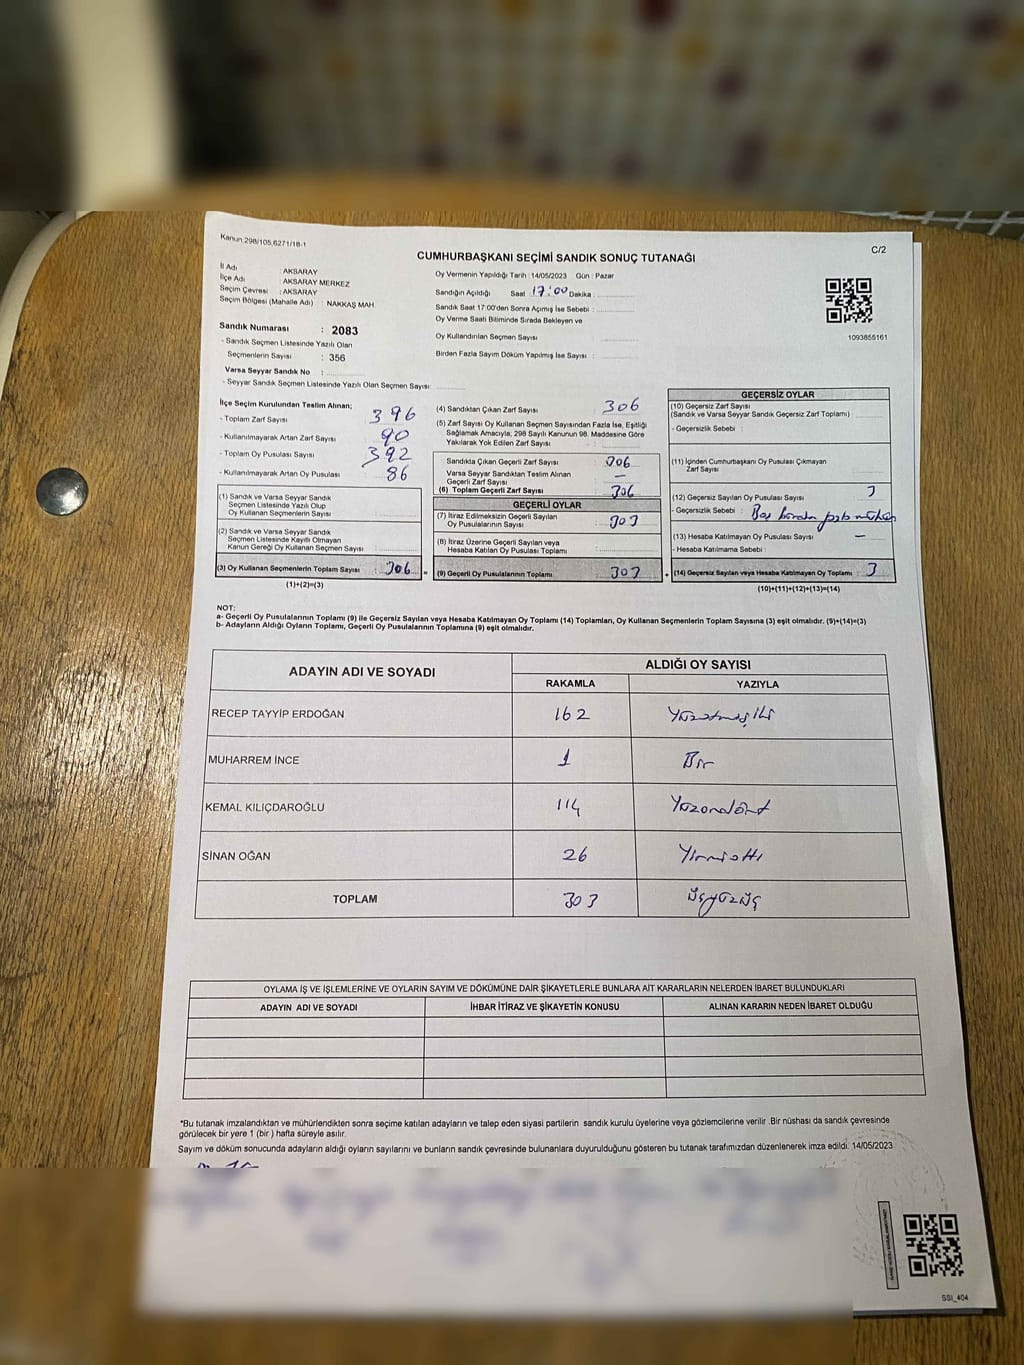 Kanun.298/105,6271/18-1
C/2
CUMHURBAŞKANI SEÇİMİ SANDIK SONUÇ TUTANAĞI
İl Adı : AKSARAY
İlçe Adı : AKSARAY MERKEZ
Seçim Çevresi : AKSARAY
Seçim Bölgesi (Mahalle Adı) : NAKKAŞ MAH.
Sandık Numarası : 2083
- Sandık Seçmen Listesinde Yazılı Olan
Seçmenlerin Sayısı : 356
Varsa Seyyar Sandık No :
- Seyyar Sandık Seçmen Listesinde Yazılı Olan Seçmen Sayısı:
Oy Vermenin Yapıldığı Tarih : 14/05/2023 Gün : Pazar
Sandığın Açıldığı Saat 17:00 Dakika :
Sandık Saat 17:00'den Sonra Açımış İse Sebebi :
Oy Verme Saati Bitiminde Sırada Bekleyen ve
Oy Kullandırılan Seçmen Sayısı
Birden Fazla Sayım Döküm Yapılmış İse Sayısı :
1093855161
İlçe Seçim Kurulundan Teslim Alınan;
- Toplam Zarf Sayısı 396
- Kullanılmayarak Artan Zarf Sayısı 90
- Toplam Oy Pusulası Sayısı 392
- Kullanılmayarak Artan Oy Pusulası 86
(1) Sandık ve Varsa Seyyar Sandık
Seçmen Listesinde Yazılı Olup
Oy Kullanan Seçmenlerin Sayısı
(2) Sandık ve Varsa Seyyar Sandık
Seçmen Listesinde Kayıtlı Olmayan
Kanun Gereği Oy Kullanan Seçmen Sayısı
(3) Oy Kullanan Seçmenlerin Toplam Sayısı : 306
(1)+(2)=(3)
(4) Sandıktan Çıkan Zarf Sayısı 306
(5) Zarf Sayısı Oy Kullanan Seçmen Sayısından Fazla İse, Eşitliği
Sağlamak Amacıyla, 298 Sayılı Kanunun 98. Maddesine Göre
Yakılarak Yok Edilen Zarf Sayısı :
Sandıkta Çıkan Geçerli Zarf Sayısı : 306
Varsa Seyyar Sandıktan Teslim Alınan
Geçerli Zarf Sayısı : —
(6) Toplam Geçerli Zarf Sayısı : 306
GEÇERLİ OYLAR
(7) İtiraz Edilmeksizin Geçerli Sayılan
Oy Pusulalarının Sayısı : 303
(8) İtiraz Üzerine Geçerli Sayılan veya
Hesaba Katılan Oy Pusulası Toplamı :
(9) Geçerli Oy Pusulalarının Toplamı : 303
GEÇERSİZ OYLAR
(10) Geçersiz Zarf Sayısı
(Sandık ve Varsa Seyyar Sandık Geçersiz Zarf Toplamı) :
- Geçersizlik Sebebi :
(11) İçinden Cumhurbaşkanı Oy Pusulası Çıkmayan
Zarf Sayısı
(12) Geçersiz Sayılan Oy Pusulası Sayısı : 3
- Geçersizlik Sebebi :
(13) Hesaba Katılmayan Oy Pusulası Sayısı : —
- Hesaba Katılmama Sebebi :
(14) Geçersiz Sayılan veya Hesaba Katılmayan Oy Toplamı : 3
(10)+(11)+(12)+(13)=(14)
NOT:
a- Geçerli Oy Pusulalarının Toplamı (9) ile Geçersiz Sayılan veya Hesaba Katılmayan Oy Toplamı (14) Toplamları, Oy Kullanan Seçmenlerin Toplam Sayısına (3) eşit olmalıdır. (9)+(14)=(3)
b- Adayların Aldığı Oyların Toplamı, Geçerli Oy Pusulalarının Toplamına (9) eşit olmalıdır.
ADAYIN ADI VE SOYADI ALDIĞI OY SAYISI
RAKAMLA YAZIYLA
RECEP TAYYİP ERDOĞAN 162 Yüzatmışiki
MUHARREM İNCE 1 Bir
KEMAL KILIÇDAROĞLU 114 Yüzondört
SİNAN OĞAN 26 Yirmialtı
TOPLAM 303 üçyüzüç
OYLAMA İŞ VE İŞLEMLERİNE VE OYLARIN SAYIM VE DÖKÜMÜNE DAİR ŞİKAYETLERLE BUNLARA AİT KARARLARIN NELERDEN İBARET BULUNDUKLARI
ADAYIN ADI VE SOYADI İHBAR İTİRAZ VE ŞİKAYETİN KONUSU ALINAN KARARIN NEDEN İBARET OLDUĞU
*Bu tutanak imzalandıktan ve mühürlendikten sonra seçime katılan adayların ve talep eden siyasi partilerin sandık kurulu üyelerine veya gözlemcilerine verilir .Bir nüshası da sandık çevresinde
görülecek bir yere 1 (bir ) hafta süreyle asılır.
Sayım ve döküm sonucunda adayların aldığı oyların sayılarını ve bunların sandık çevresinde bulunanlara duyurulduğunu gösteren bu tutanak tarafımızdan düzenlenerek imza edildi. 14/05/2023
SSI_404